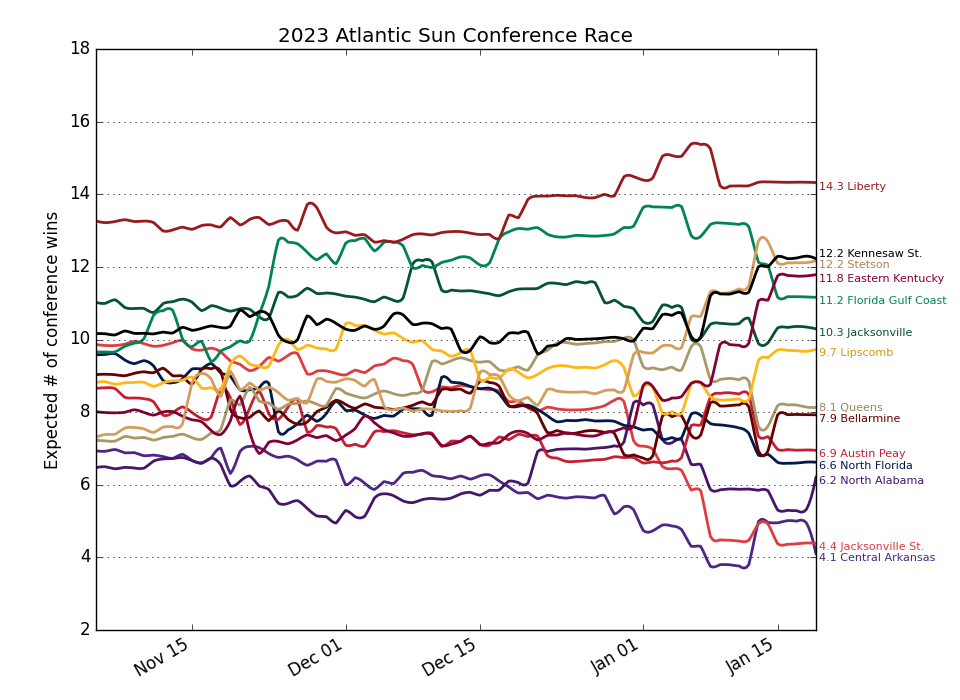 2023 Atlantic Sun Conference Race
Expected # of conference wins
18
16
14
12
10
8
6
4
2
Nov 15
Dec 01
Dec 15
Jan 01
Jan 15
14.3 Liberty
12.2 Kennesaw St.
12.2 Stetson
11.8 Eastern Kentucky
11.2 Florida Gulf Coast
10.3 Jacksonville
9.7 Lipscomb
8.1 Queens
7.9 Bellarmine
6.9 Austin Peay
6.6 North Florida
6.2 North Alabama
4.4 Jacksonville St.
4.1 Central Arkansas